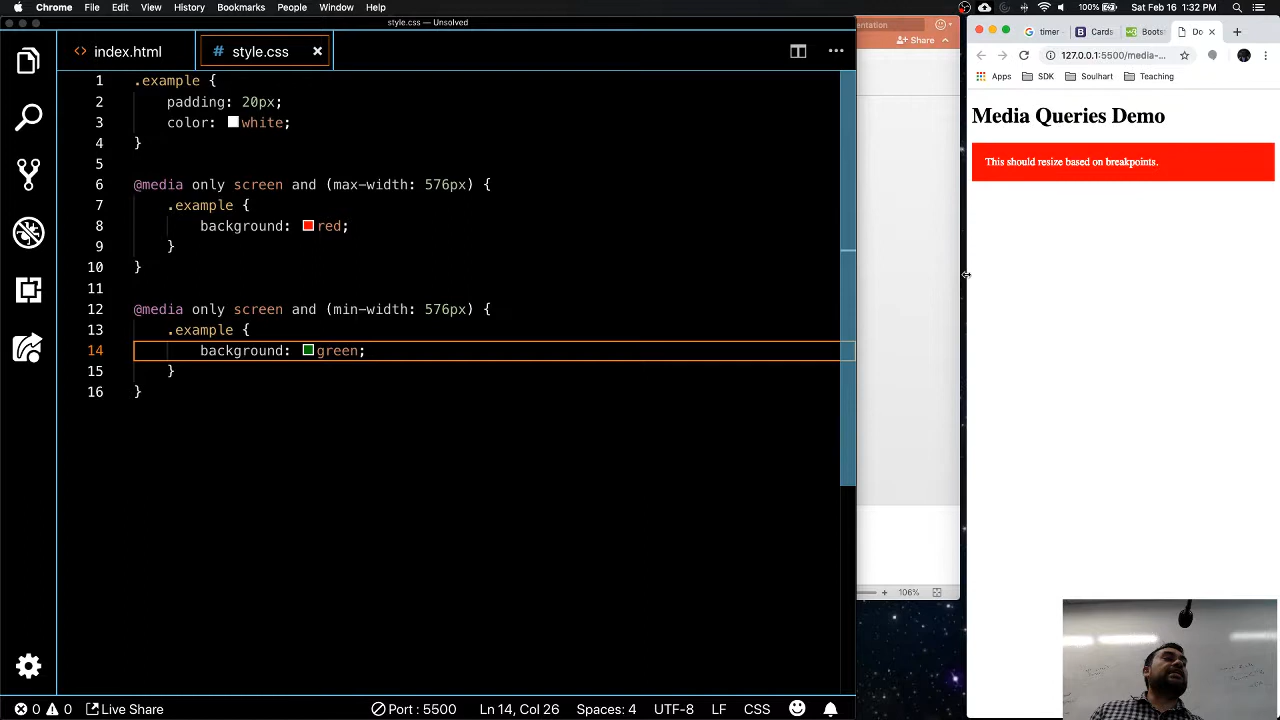 Chrome File Edit View History Bookmarks People Window Help
100% Sat Feb 16 1:32 PM
style.css — Unsolved
index.html
# style.css
1 .example {
2 padding: 20px;
3 color: white;
4 }
5
6 @media only screen and (max-width: 576px) {
7 .example {
8 background: red;
9 }
10 }
11
12 @media only screen and (min-width: 576px) {
13 .example {
14 background: green;
15 }
16 }
0 0 Live Share
Port : 5500 Ln 14, Col 26 Spaces: 4 UTF-8 LF CSS
entation
Share
106%
timer Cards Boots Do
127.0.0.1:5500/media-
Apps SDK Soulhart Teaching
Media Queries Demo
This should resize based on breakpoints.